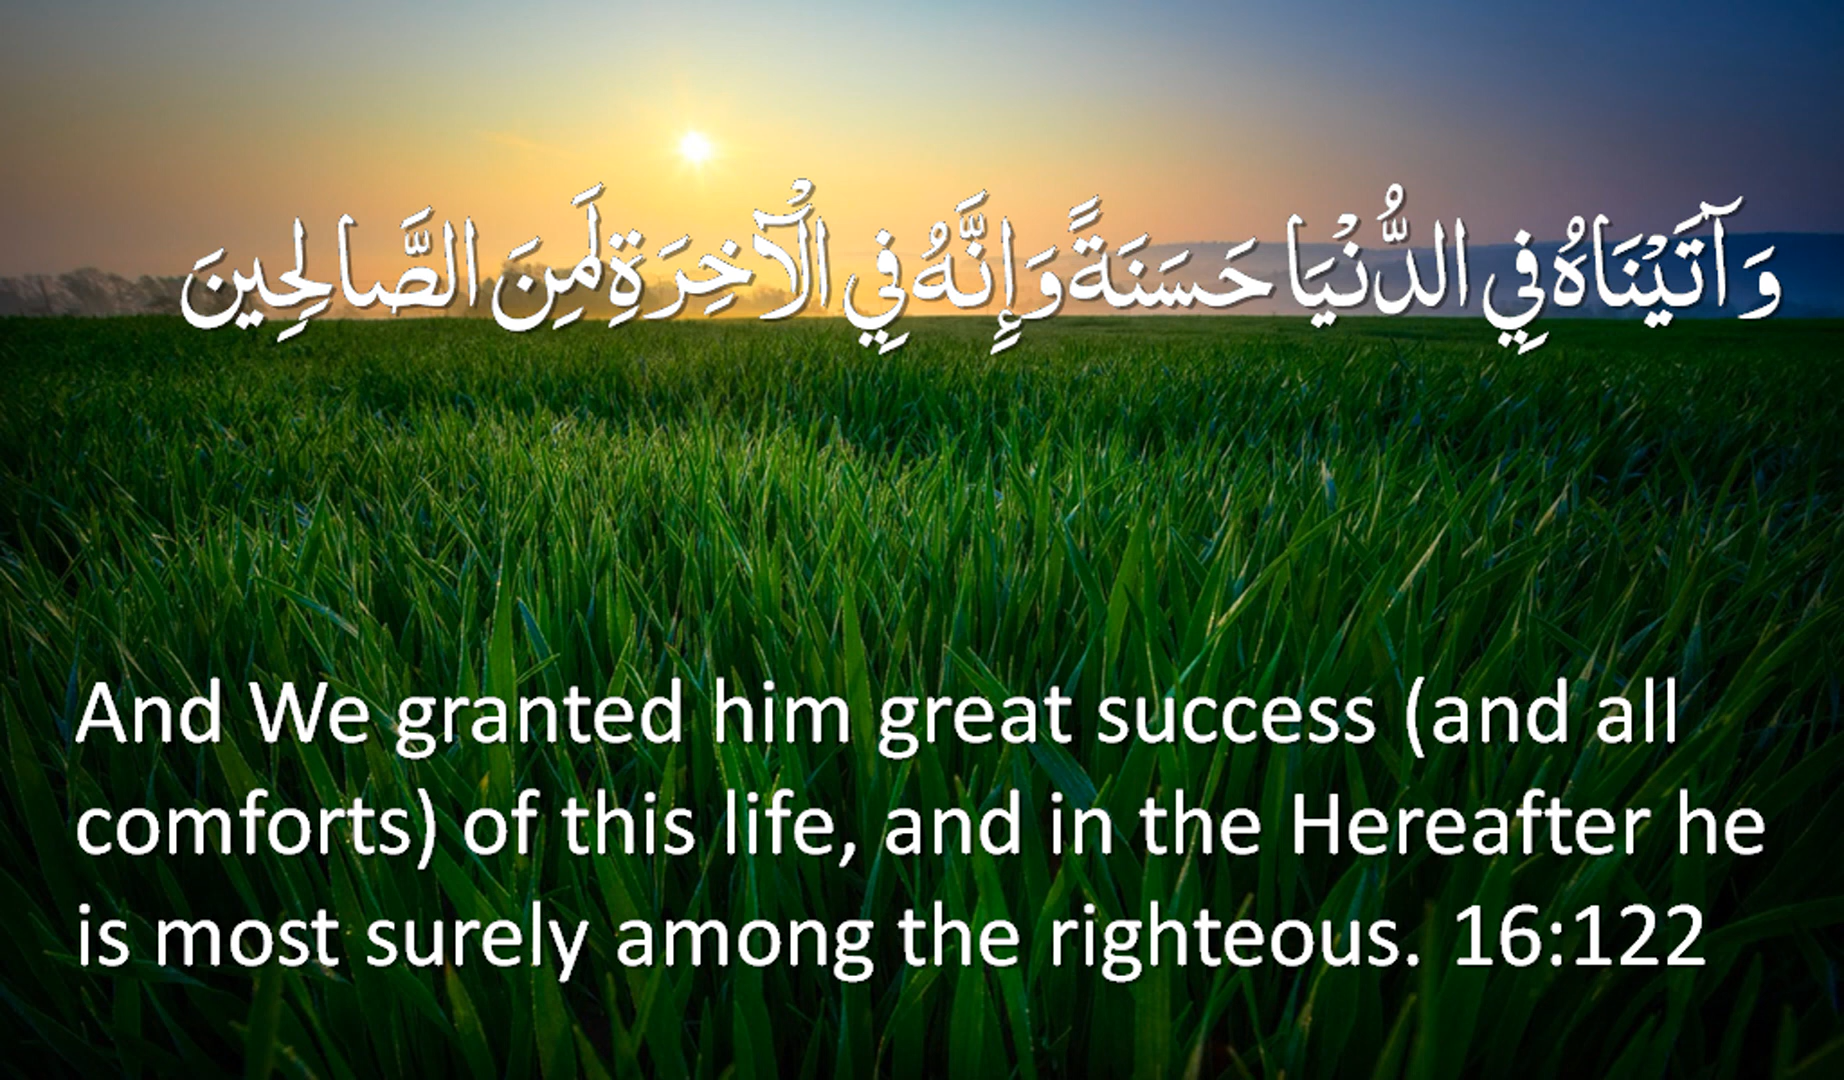 وَآتَيْنَاهُ فِي الدُّنْيَا حَسَنَةً وَإِنَّهُ فِي الْآخِرَةِ لَمِنَ الصَّالِحِينَ
And We granted him great success (and all
comforts) of this life, and in the Hereafter he
is most surely among the righteous. 16:122